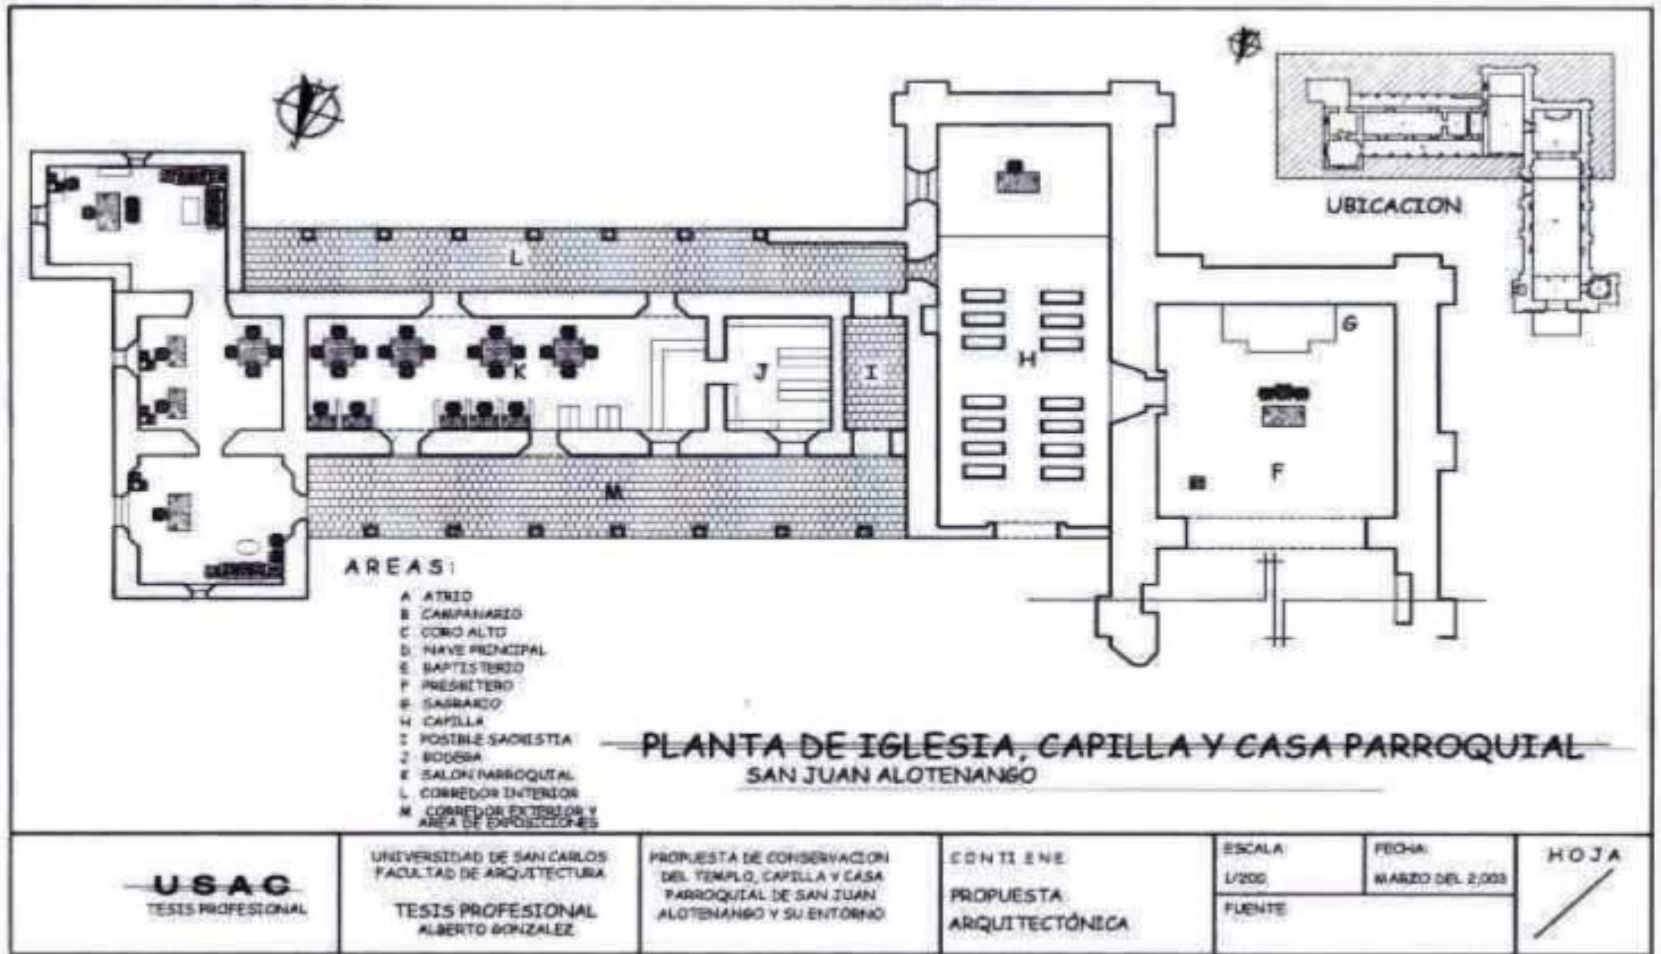 UBICACION
L
G
H
K
J
I
M
F
AREAS:
A ATRIO
B CAMPANARIO
C CORO ALTO
D NAVE PRINCIPAL
E BAPTISTERIO
F PRESBITERO
G SAGRARIO
H CAPILLA
I POSIBLE SACRISTIA
J BODEGA
K SALON PARROQUIAL
L CORREDOR INTERIOR
M CORREDOR EXTERIOR Y
AREA DE EXPOSICIONES
PLANTA DE IGLESIA, CAPILLA Y CASA PARROQUIAL
SAN JUAN ALOTENANGO
USAC
TESIS PROFESIONAL
UNIVERSIDAD DE SAN CARLOS
FACULTAD DE ARQUITECTURA
TESIS PROFESIONAL
ALBERTO GONZALEZ
PROPUESTA DE CONSERVACION
DEL TEMPLO, CAPILLA Y CASA
PARROQUIAL DE SAN JUAN
ALOTENANGO Y SU ENTORNO
CONTIENE
PROPUESTA
ARQUITECTÓNICA
ESCALA
1/200
FECHA:
MARZO DEL 2,003
FUENTE
HOJA